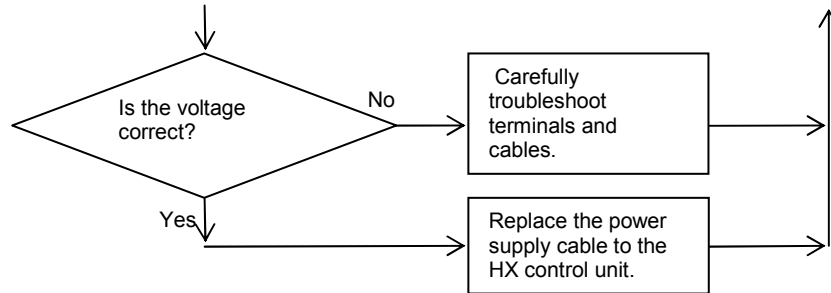 Is the voltage
correct?
No
Carefully
troubleshoot
terminals and
cables.
Yes
Replace the power
supply cable to the
HX control unit.